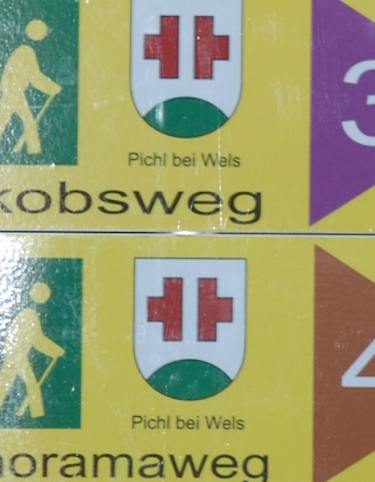 3
Pichl bei Wels
kobsweg
4
Pichl bei Wels
noramaweg